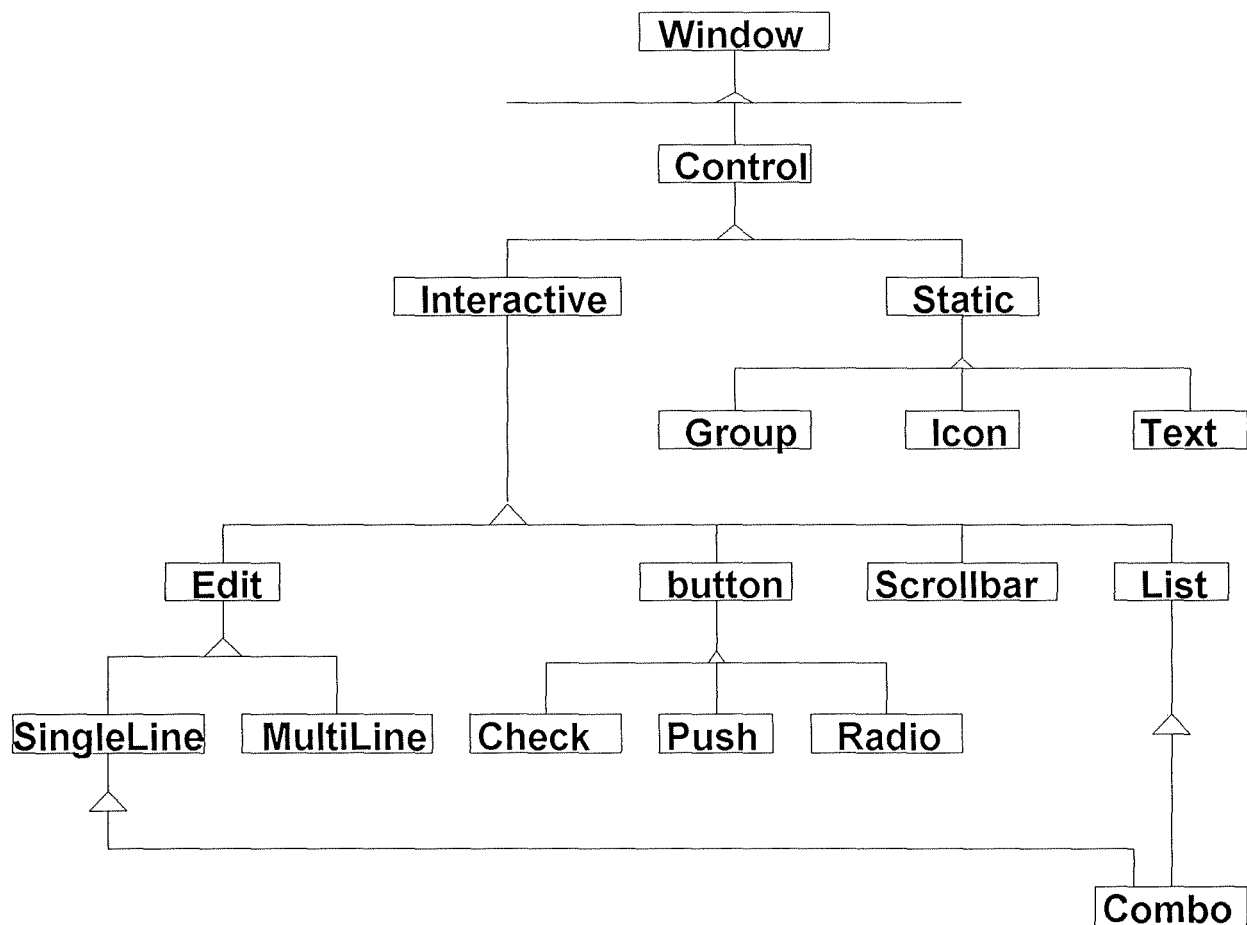 Window
Control
Interactive
Static
Group
Icon
Text
Edit
button
Scrollbar
List
SingleLine
MultiLine
Check
Push
Radio
Combo